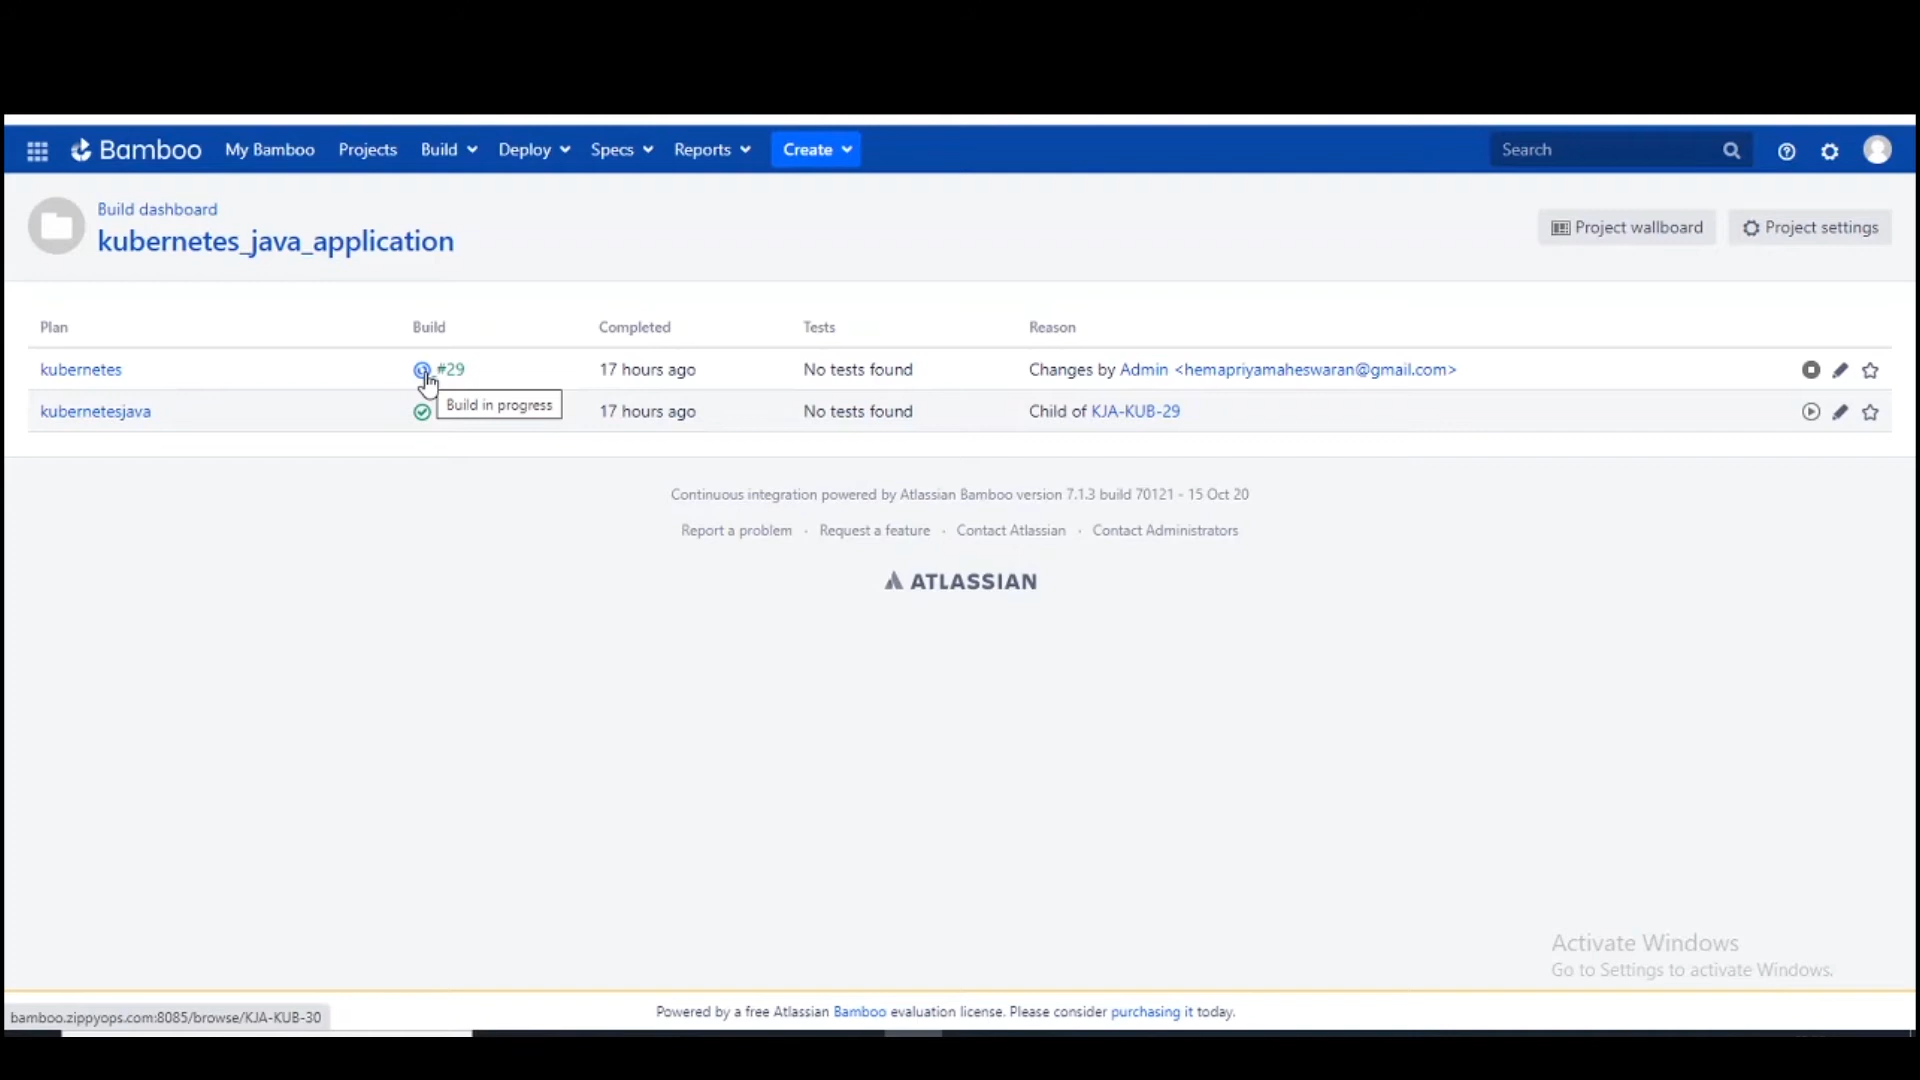 Bamboo My Bamboo Projects Build Deploy Specs Reports Create Search
Build dashboard
kubernetes_java_application
Project wallboard Project settings
Plan Build Completed Tests Reason
kubernetes #29 17 hours ago No tests found Changes by Admin <hemapriyamaheswaran@gmail.com>
Build in progress
kubernetesjava 17 hours ago No tests found Child of KJA-KUB-29
Continuous integration powered by Atlassian Bamboo version 7.1.3 build 70121 - 15 Oct 20
Report a problem · Request a feature · Contact Atlassian · Contact Administrators
ATLASSIAN
Activate Windows
Go to Settings to activate Windows.
Powered by a free Atlassian Bamboo evaluation license. Please consider purchasing it today.
bamboo.zippyops.com:8085/browse/KJA-KUB-30